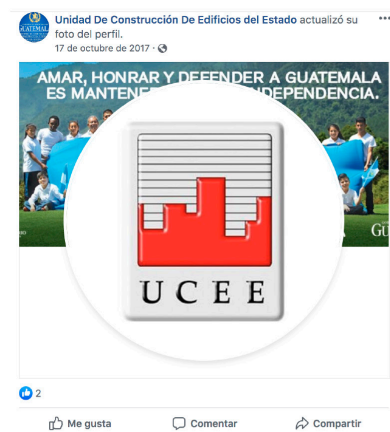 Unidad De Construcción De Edificios del Estado actualizó su
foto del perfil.
17 de octubre de 2017 ·
AMAR, HONRAR Y DEFENDER A GUATEMALA
ES
INDEPENDENCIA.
UCEE
2
Me gusta Comentar Compartir